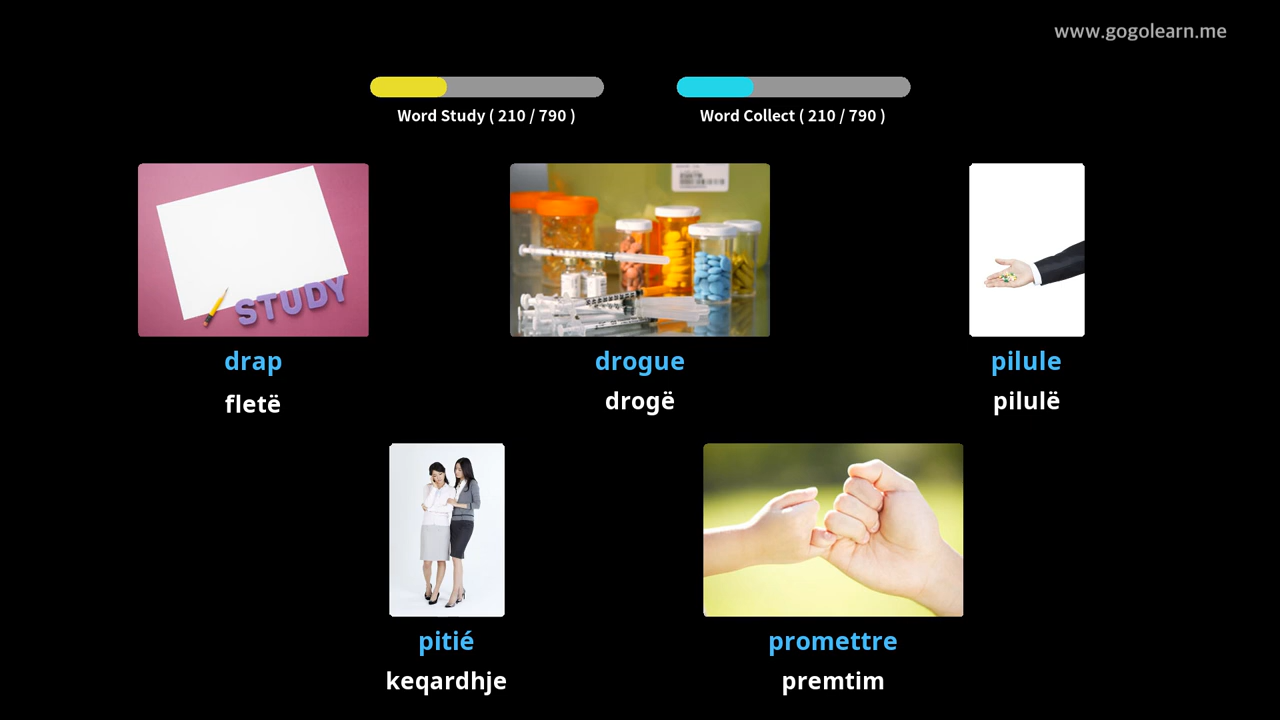 www.gogolearn.me
Word Study ( 210 / 790 )
Word Collect ( 210 / 790 )
STUDY
drap
fletë
drogue
drogë
pilule
pilulë
pitié
keqardhje
promettre
premtim